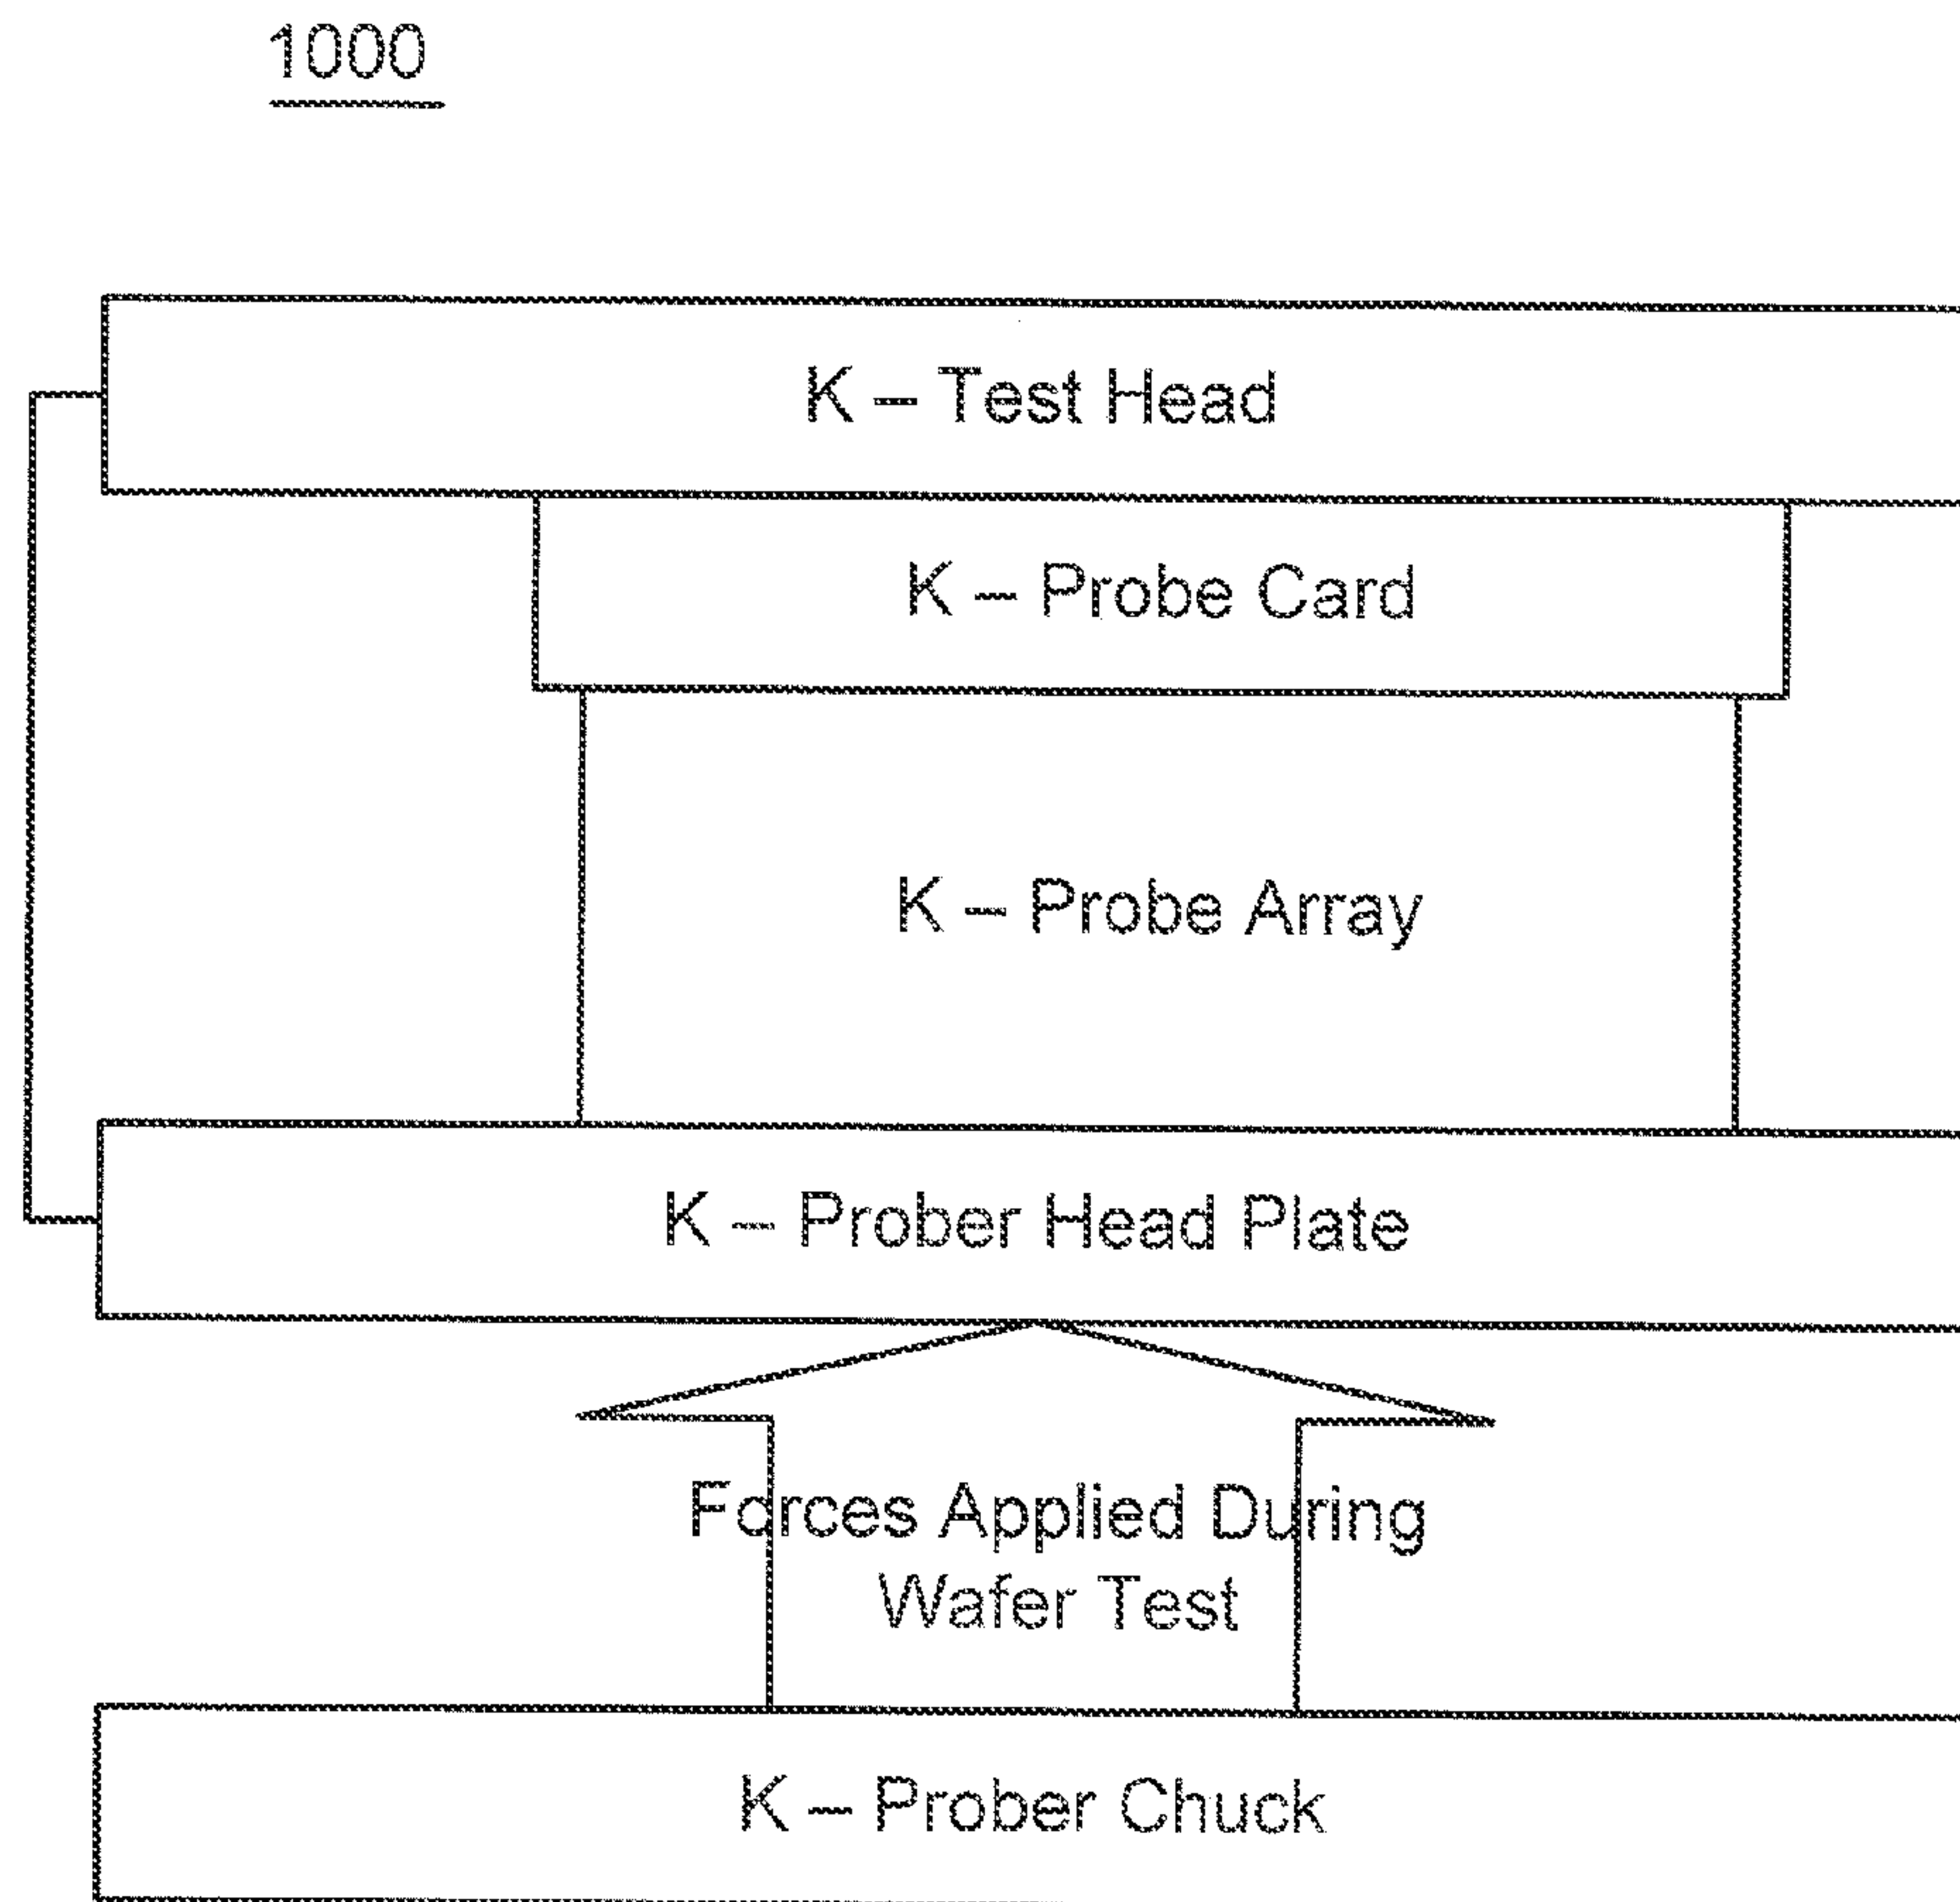 1000
K – Test Head
K – Probe Card
K – Probe Array
K – Prober Head Plate
Forces Applied During
Wafer Test
K – Prober Chuck